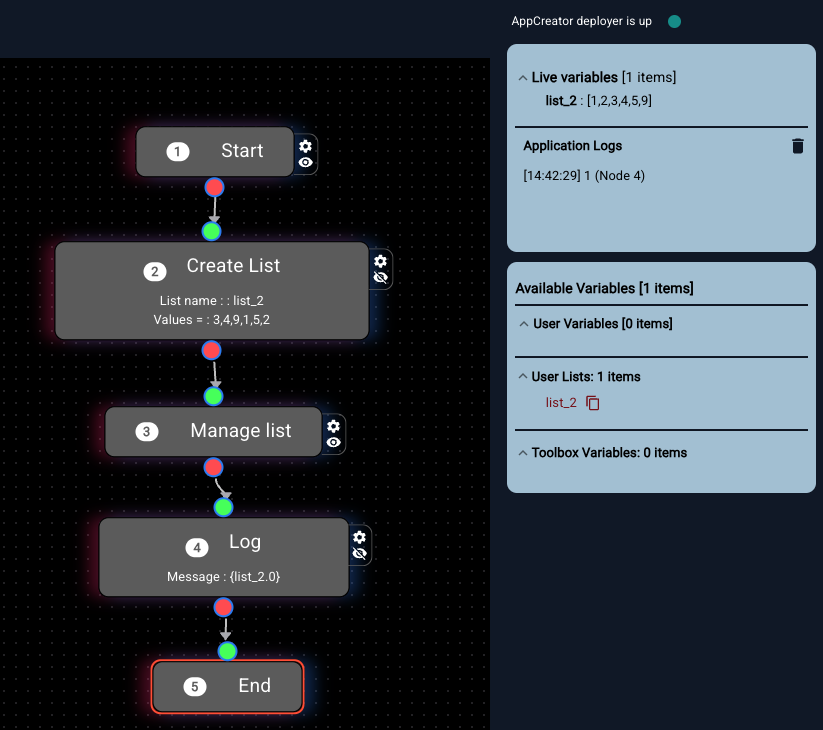 AppCreator deployer is up
Live variables [1 items]
list_2 : [1,2,3,4,5,9]
Application Logs
[14:42:29] 1 (Node 4)
Available Variables [1 items]
User Variables [0 items]
User Lists: 1 items
list_2
Toolbox Variables: 0 items
1 Start
2 Create List
List name : : list_2
Values = : 3,4,9,1,5,2
3 Manage list
4 Log
Message : {list_2.0}
5 End